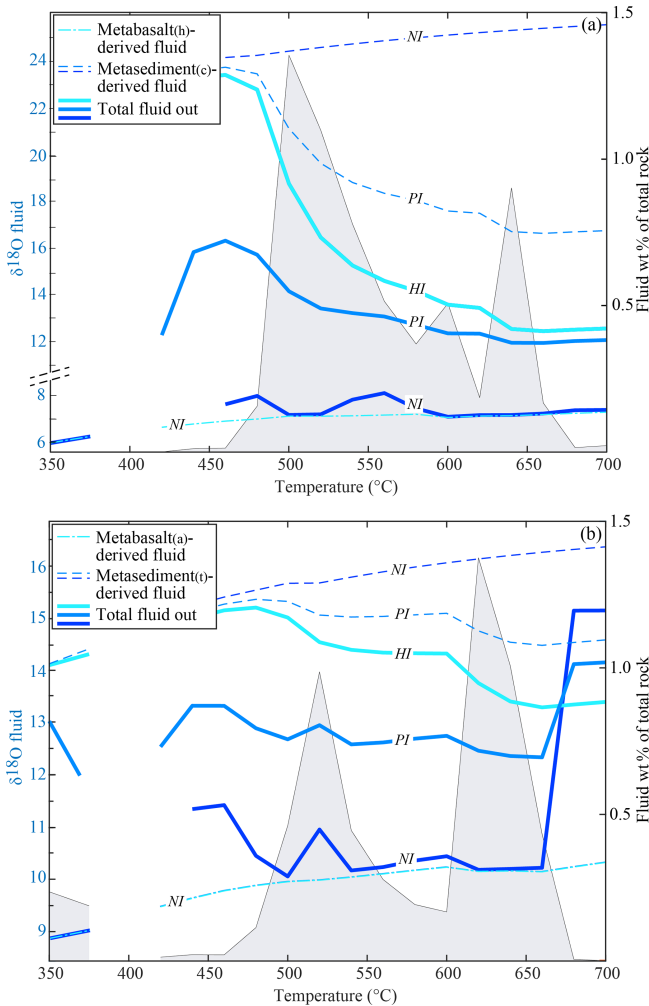 (a)
1.5
Metabasalt(h)-
derived fluid
Metasediment(c)-
derived fluid
Total fluid out
NI
24
22
20
1.0
18
PI
16
HI
14
0.5
PI
12
8
NI
NI
6
350 400 450 500 550 600 650 700
Temperature (°C)
δ18O fluid
Fluid wt % of total rock
(b)
1.5
Metabasalt(a)-
derived fluid
Metasediment(t)-
derived fluid
Total fluid out
NI
16
PI
15
HI
14
1.0
13
PI
12
11
0.5
NI
10
NI
9
350 400 450 500 550 600 650 700
Temperature (°C)
δ18O fluid
Fluid wt % of total rock